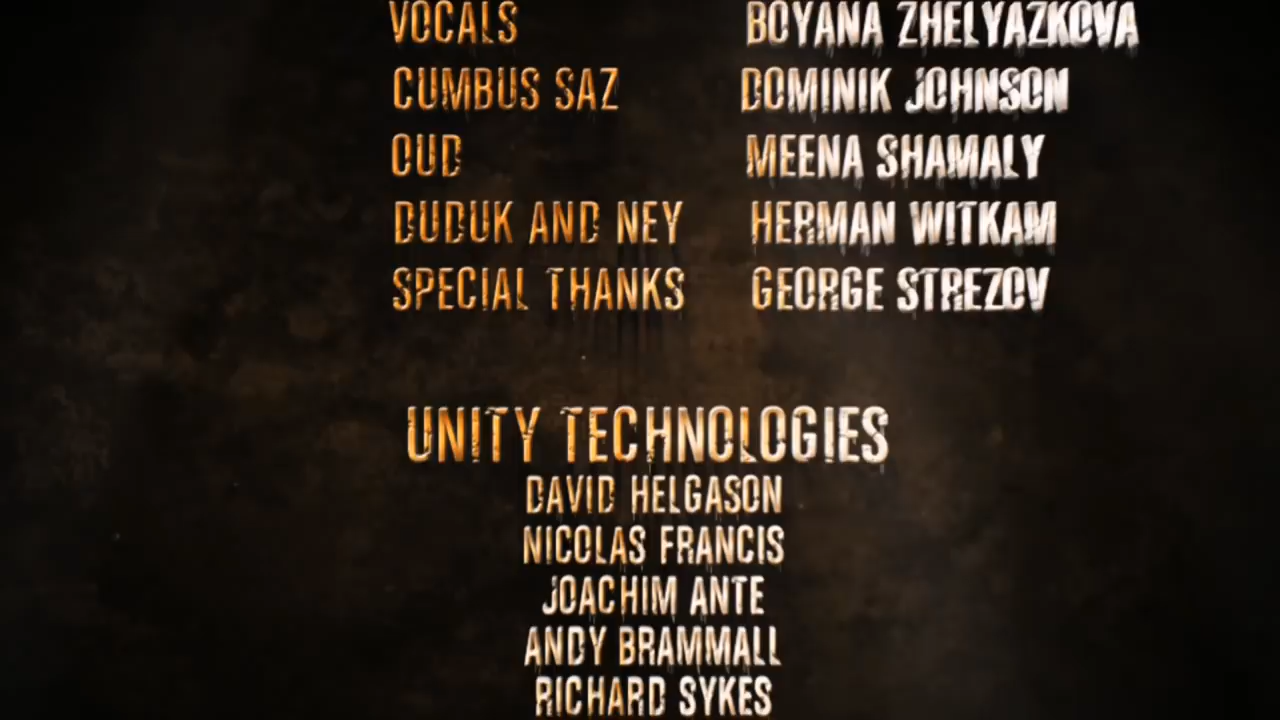 VOCALS BOYANA ZHELYAZKOVA
CUMBUS SAZ DOMINIK JOHNSON
OUD MEENA SHAMALY
DUDUK AND NEY HERMAN WITKAM
SPECIAL THANKS GEORGE STREZOV
UNITY TECHNOLOGIES
DAVID HELGASON
NICOLAS FRANCIS
JOACHIM ANTE
ANDY BRAMMALL
RICHARD SYKES